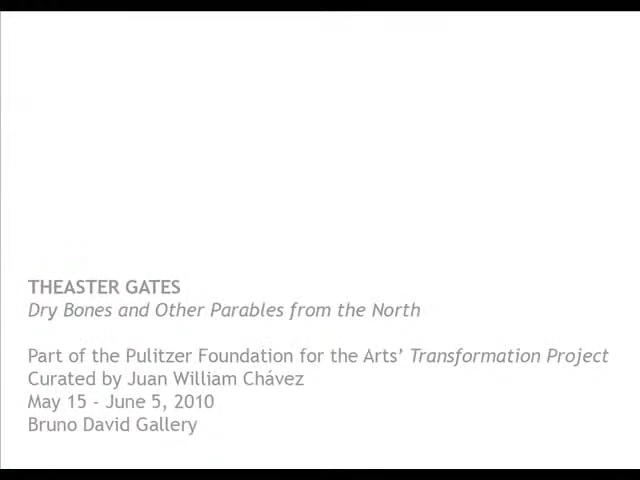 THEASTER GATES
Dry Bones and Other Parables from the North
Part of the Pulitzer Foundation for the Arts’ Transformation Project
Curated by Juan William Chávez
May 15 - June 5, 2010
Bruno David Gallery